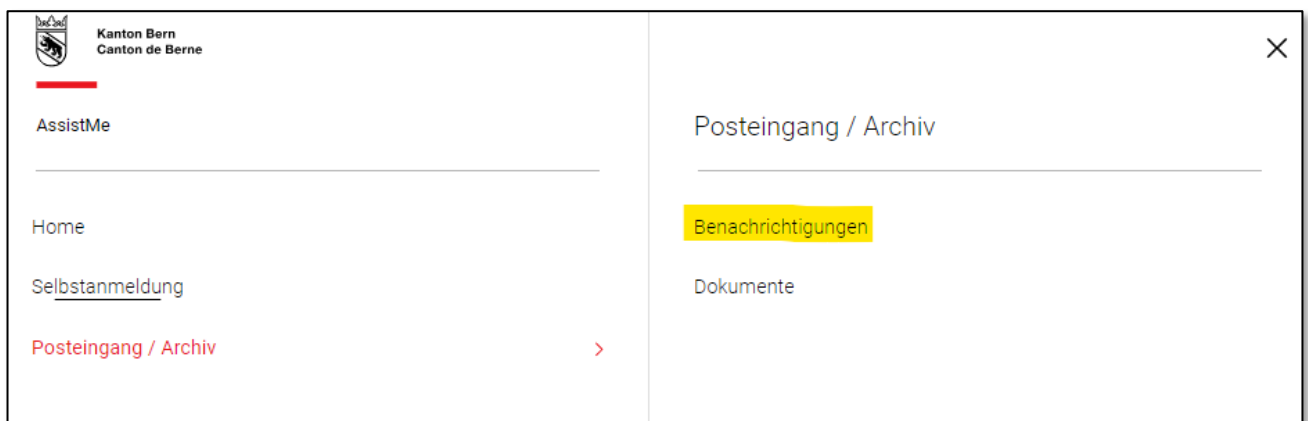 Kanton Bern
Canton de Berne
AssistMe
Home
Selbstanmeldung
Posteingang / Archiv
Posteingang / Archiv
Benachrichtigungen
Dokumente